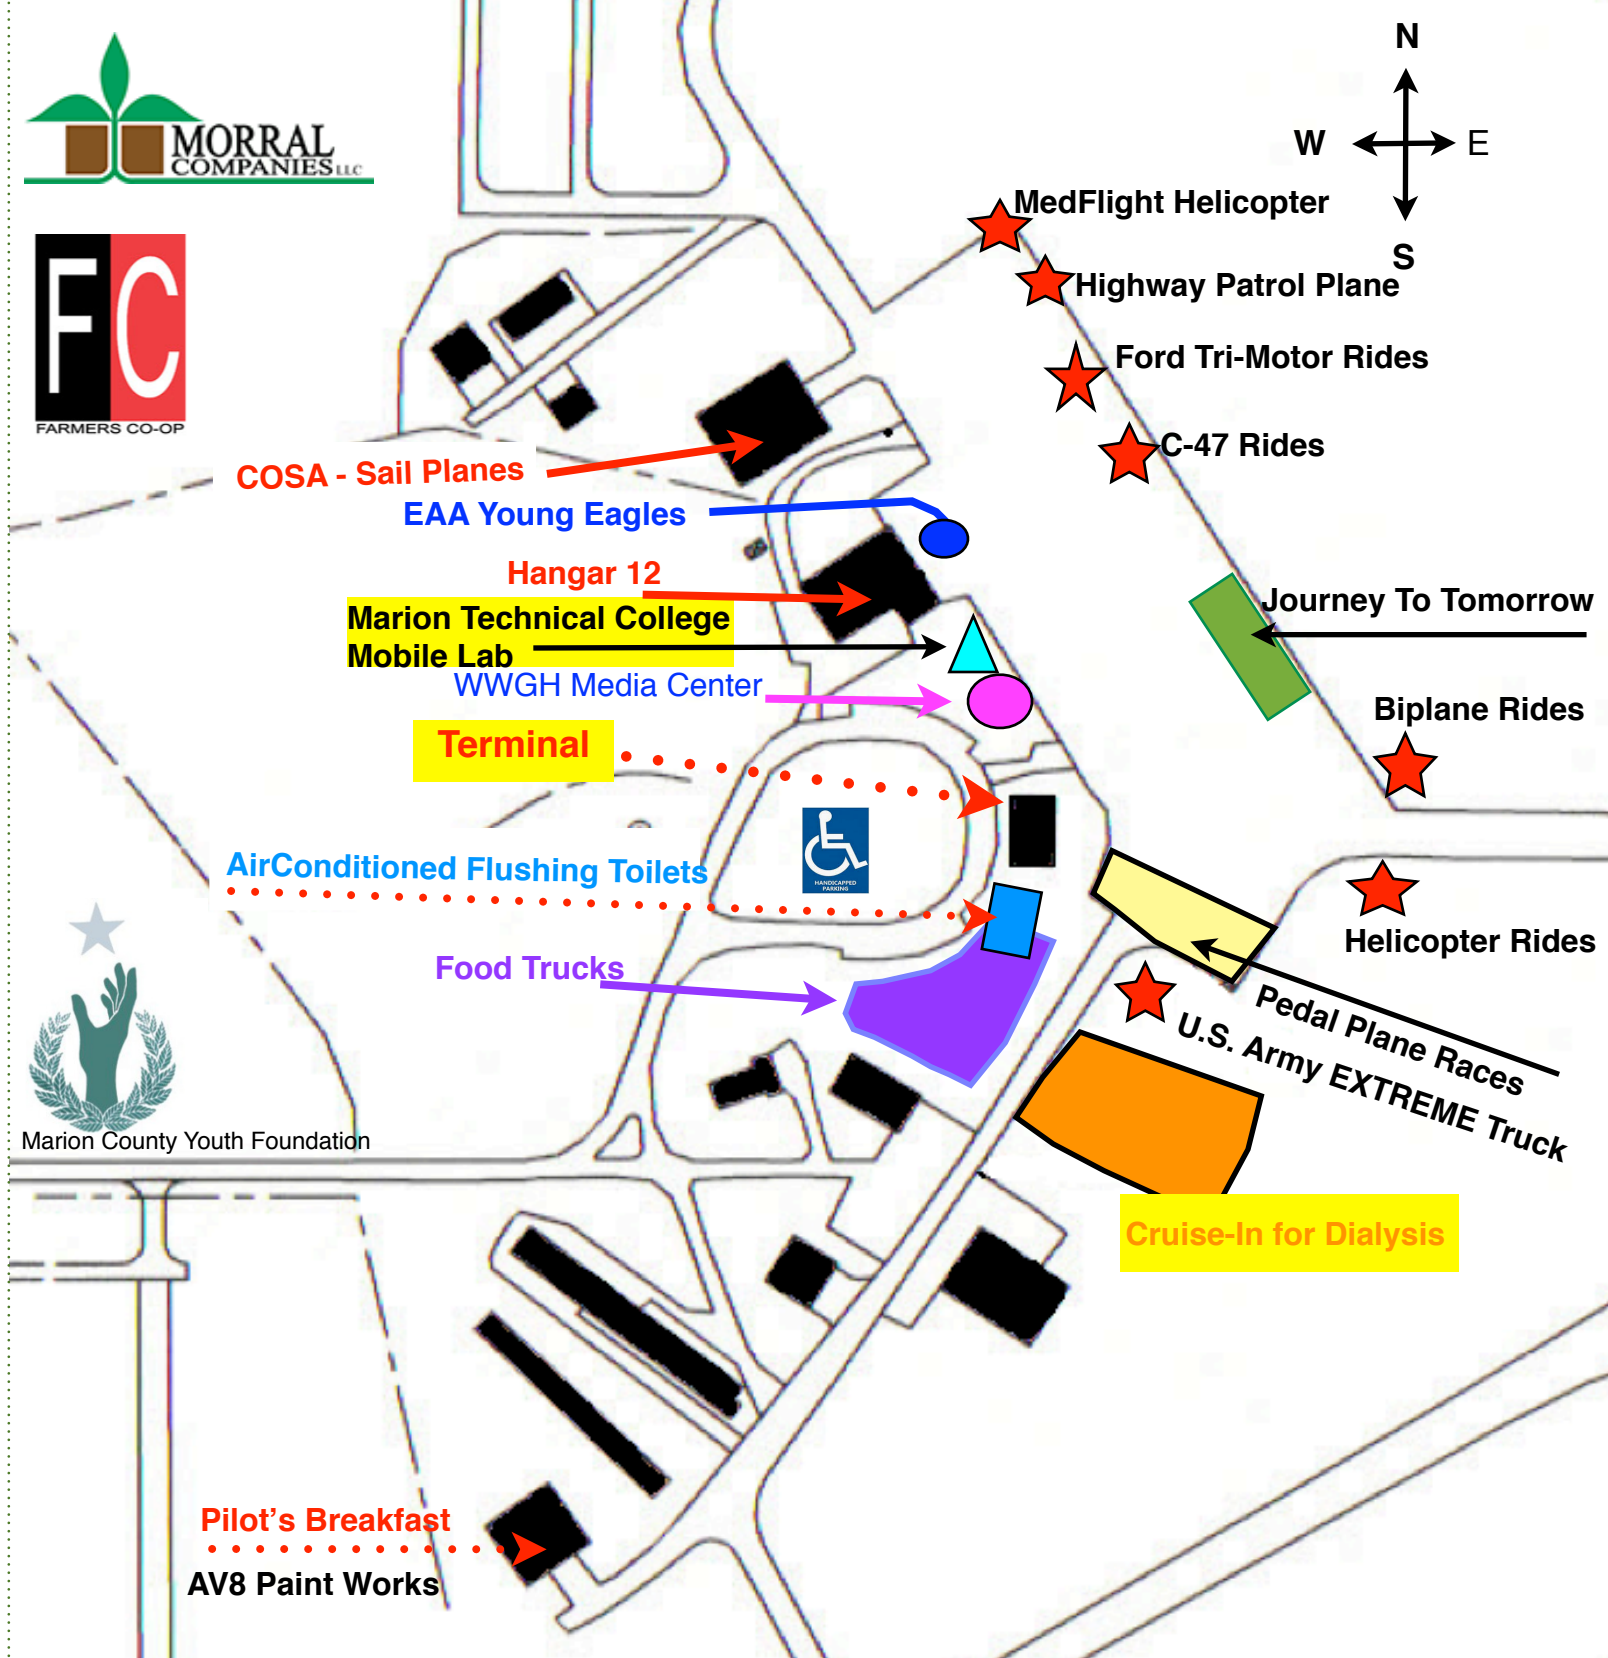 N
W E
S
MORRAL
COMPANIES LLC
FC
FARMERS CO-OP
MedFlight Helicopter
Highway Patrol Plane
Ford Tri-Motor Rides
C-47 Rides
COSA - Sail Planes
EAA Young Eagles
Hangar 12
Marion Technical College
Mobile Lab
WWGH Media Center
Journey To Tomorrow
Biplane Rides
Terminal
HANDICAPPED
PARKING
AirConditioned Flushing Toilets
Helicopter Rides
Food Trucks
Pedal Plane Races
U.S. Army EXTREME Truck
Marion County Youth Foundation
Cruise-In for Dialysis
Pilot's Breakfast
AV8 Paint Works